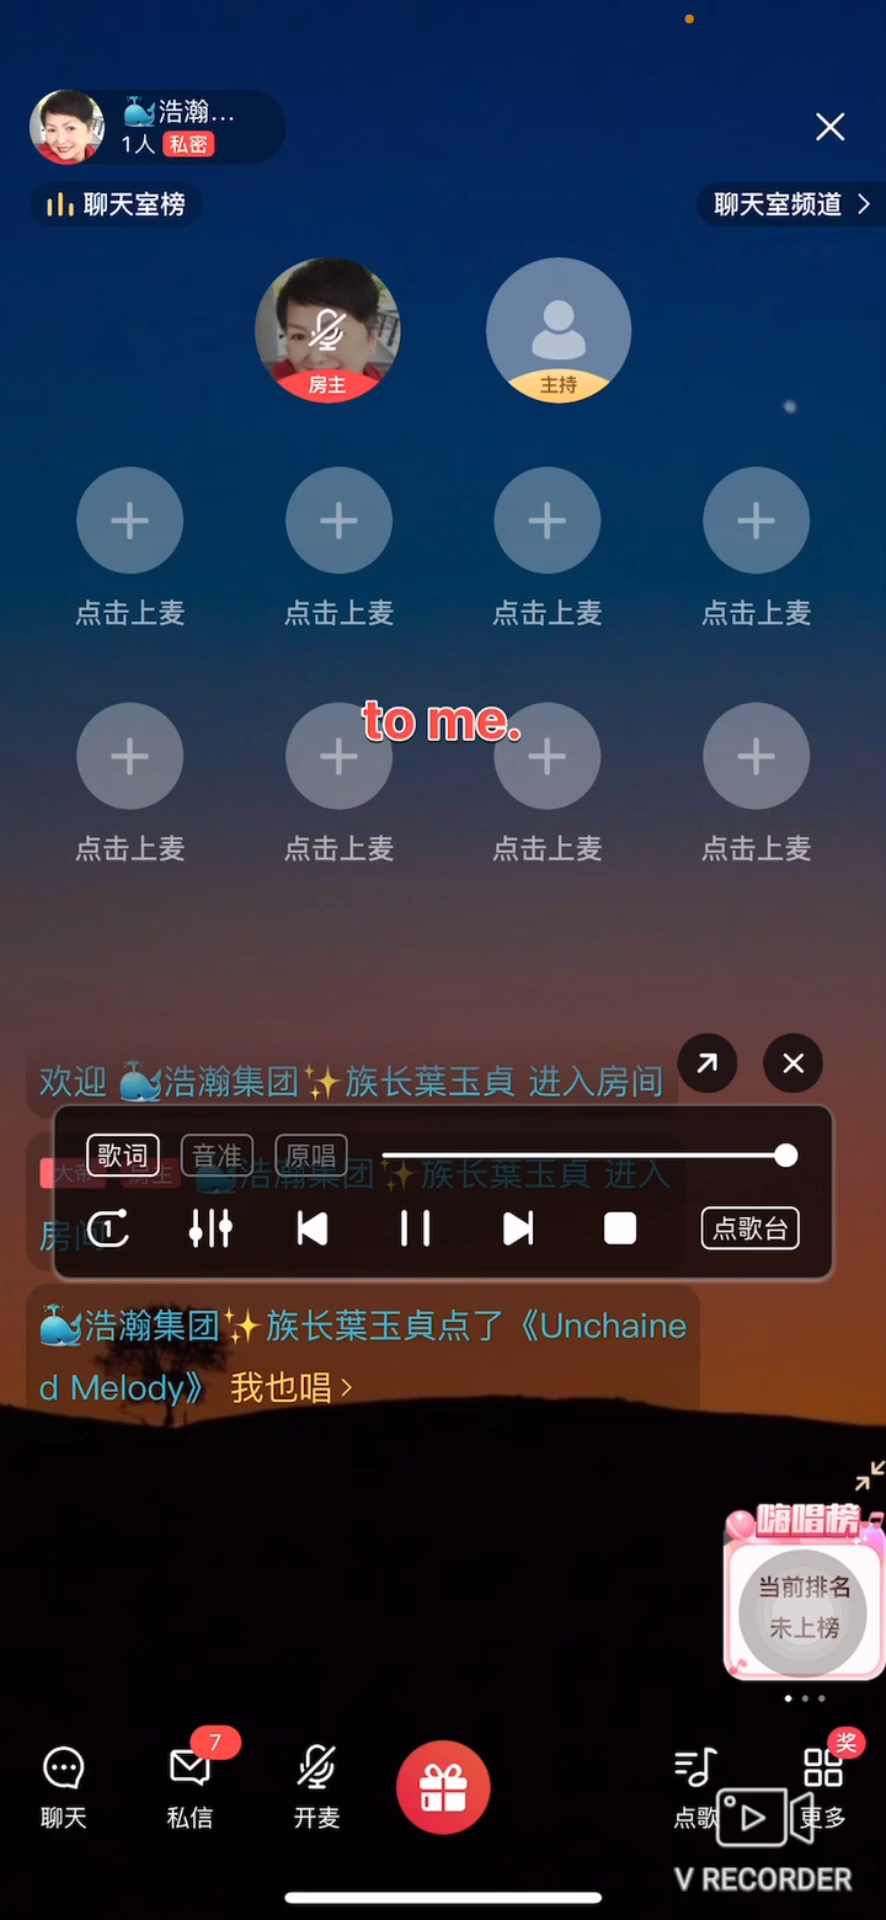 浩瀚...
1人 私密
聊天室榜
聊天室频道
房主
主持
点击上麦 点击上麦 点击上麦 点击上麦
to me.
点击上麦 点击上麦 点击上麦 点击上麦
欢迎 浩瀚集团✨族长葉玉貞 进入房间
歌词 音准 原唱
大帝 房主 浩瀚集团✨族长葉玉貞 进入
房间
1
点歌台
浩瀚集团✨族长葉玉貞点了《Unchaine
d Melody》 我也唱
嗨唱榜
当前排名
未上榜
7
奖
聊天 私信 开麦 点歌 更多
V RECORDER